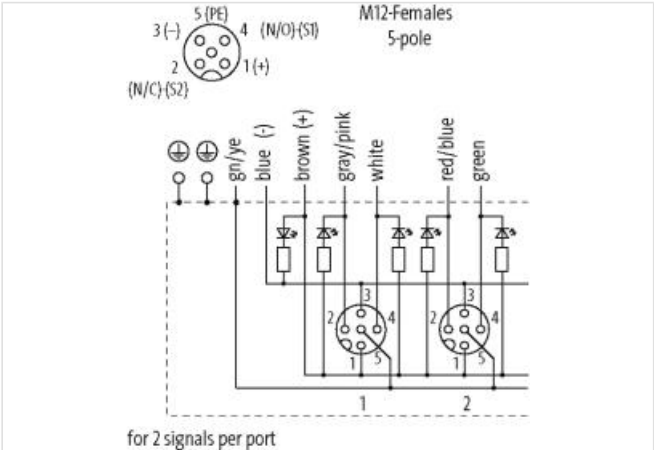 5 (PE)
3 (–)
4 (N/O)-(S1)
2
1 (+)
(N/C)-(S2)
M12-Females
5-pole
gn/ye
blue (-)
brown (+)
gray/pink
white
red/blue
green
3
2
4
1
5
3
2
4
1
5
1
2
for 2 signals per port